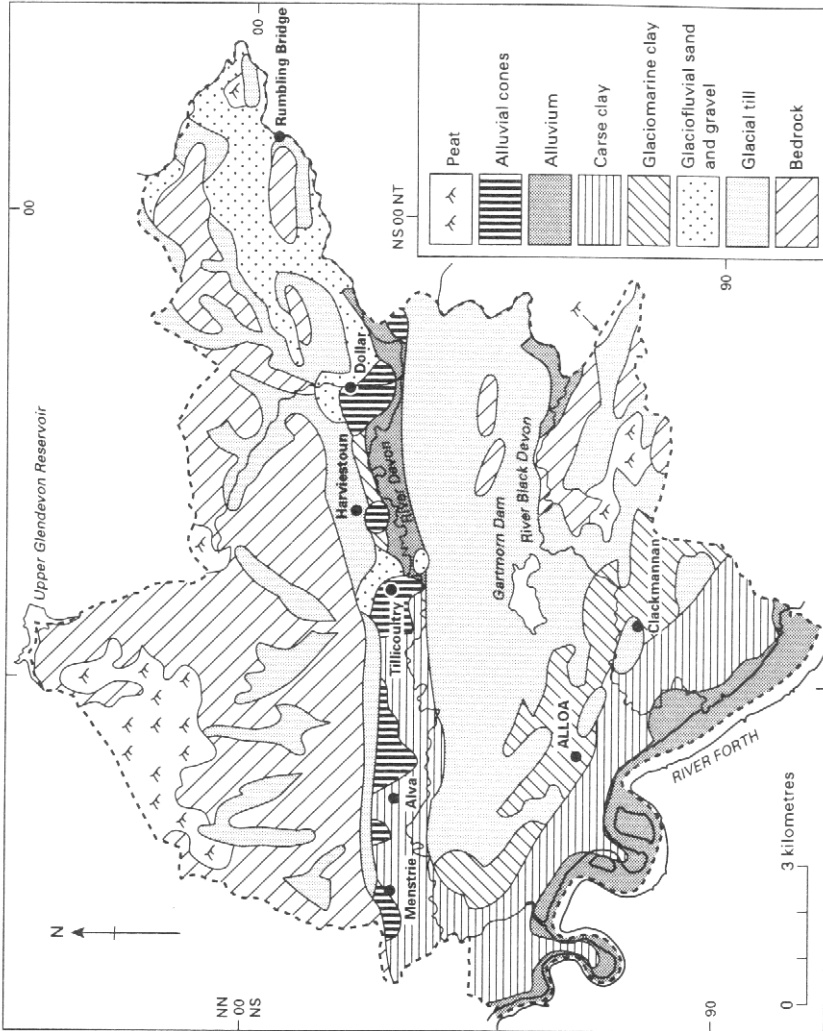 Upper Glendevon Reservoir
00
00
NN
00
NS
N
Rumbling Bridge
NS 00 NT
Dollar
Harviestoun
River Devon
Tillicoultry
Alva
Menstrie
Gartmorn Dam
River Black Devon
ALLOA
Clackmannan
RIVER FORTH
90
90
0
3 kilometres
Peat
Alluvial cones
Alluvium
Carse clay
Glaciomarine clay
Glaciofluvial sand
and gravel
Glacial till
Bedrock